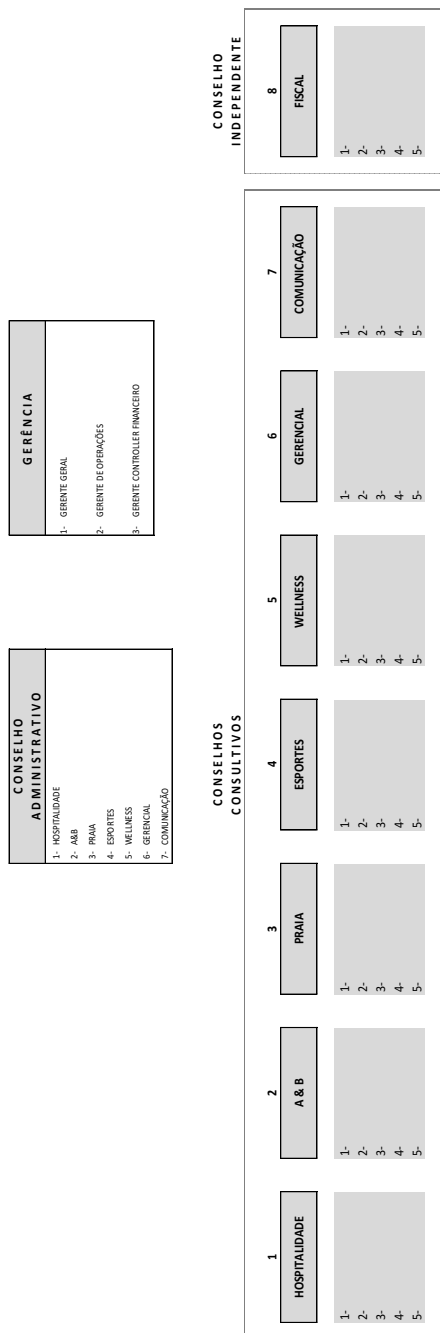 CONSELHO
ADMINISTRATIVO
1- HOSPITALIDADE
2- A&B
3- PRAIA
4- ESPORTES
5- WELLNESS
6- GERENCIAL
7- COMUNICAÇÃO
GERÊNCIA
1- GERENTE GERAL
2- GERENTE DE OPERAÇÕES
3- GERENTE CONTROLLER FINANCEIRO
CONSELHOS
CONSULTIVOS
1
HOSPITALIDADE
1-
2-
3-
4-
5-
2
A & B
1-
2-
3-
4-
5-
3
PRAIA
1-
2-
3-
4-
5-
4
ESPORTES
1-
2-
3-
4-
5-
5
WELLNESS
1-
2-
3-
4-
5-
6
GERENCIAL
1-
2-
3-
4-
5-
7
COMUNICAÇÃO
1-
2-
3-
4-
5-
CONSELHO
INDEPENDENTE
8
FISCAL
1-
2-
3-
4-
5-